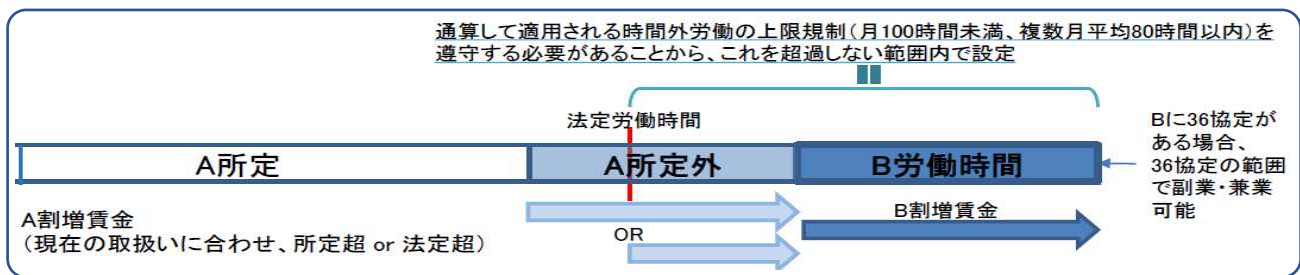 通算して適用される時間外労働の上限規制(月100時間未満、複数月平均80時間以内)を
遵守する必要があることから、これを超過しない範囲内で設定
法定労働時間
A所定
A所定外
B労働時間
Bに36協定が
ある場合、
36協定の範囲
で副業・兼業
可能
A割増賃金
(現在の取扱いに合わせ、所定超 or 法定超)
OR
B割増賃金